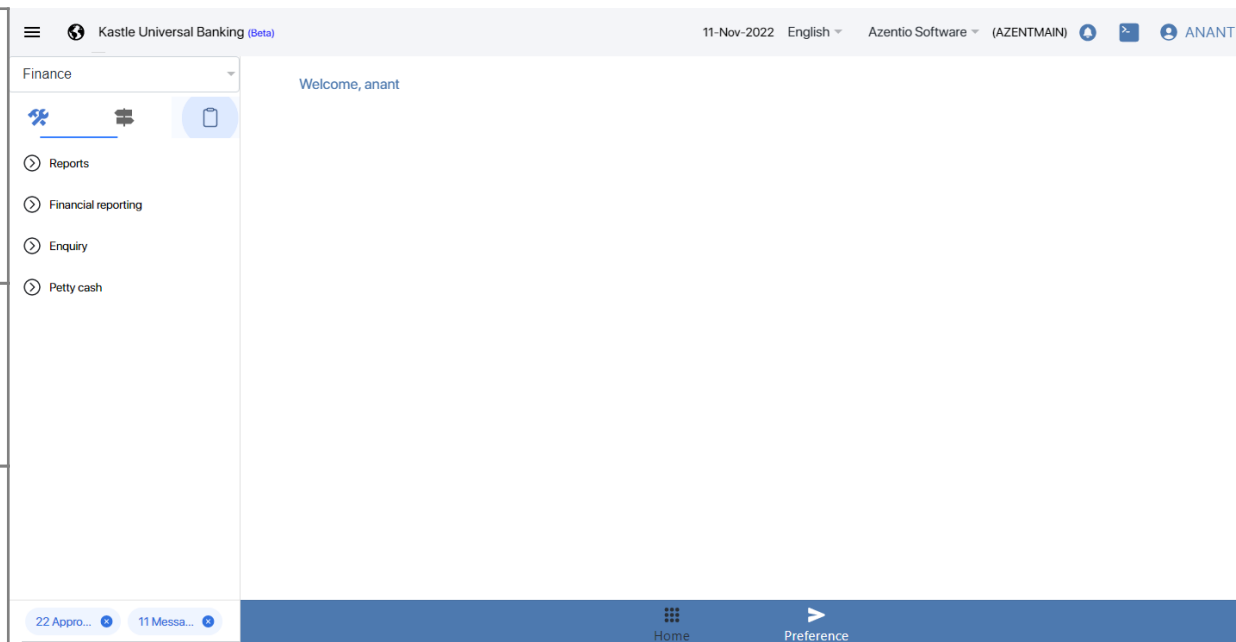 Kastle Universal Banking (Beta) 11-Nov-2022 English Azentio Software (AZENTMAIN) ANANT
Finance
Welcome, anant
Reports
Financial reporting
Enquiry
Petty cash
22 Appro... 11 Messa...
Home Preference